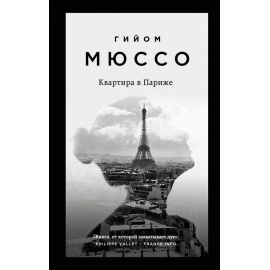 ГИЙОМ
МЮССО
Квартира в Париже
«Книга, от которой захватывает дух».
PHILIPPE VALLET – FRANCE INFO